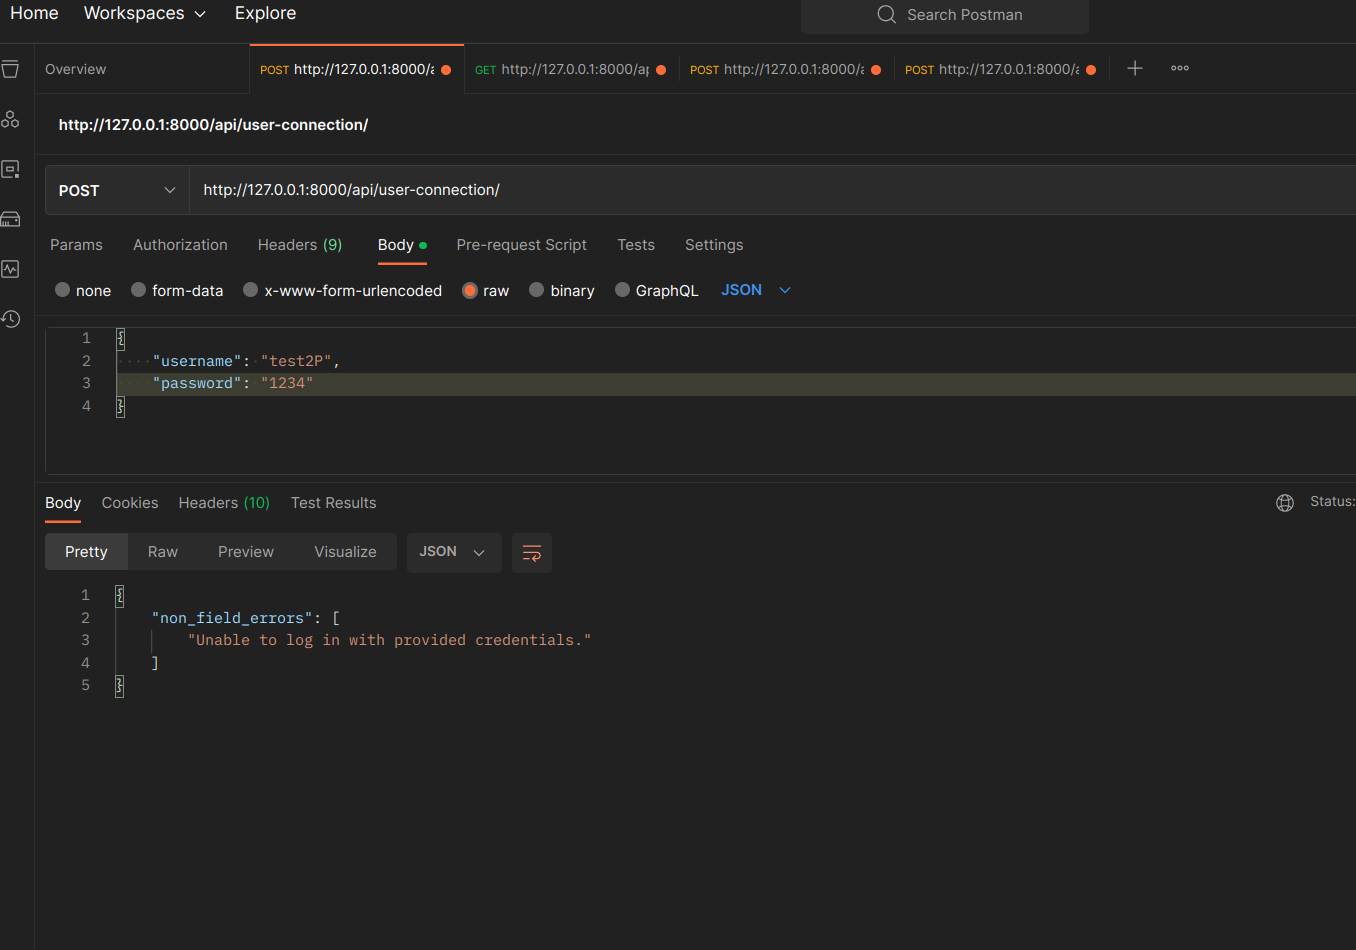 Home Workspaces Explore Search Postman
Overview POST http://127.0.0.1:8000/a GET http://127.0.0.1:8000/ap POST http://127.0.0.1:8000/a POST http://127.0.0.1:8000/a
http://127.0.0.1:8000/api/user-connection/
POST http://127.0.0.1:8000/api/user-connection/
Params Authorization Headers (9) Body Pre-request Script Tests Settings
none form-data x-www-form-urlencoded raw binary GraphQL JSON
1 {
2 "username": "test2P",
3 "password": "1234"
4 }
Body Cookies Headers (10) Test Results Status:
Pretty Raw Preview Visualize JSON
1 {
2 "non_field_errors": [
3 "Unable to log in with provided credentials."
4 ]
5 }